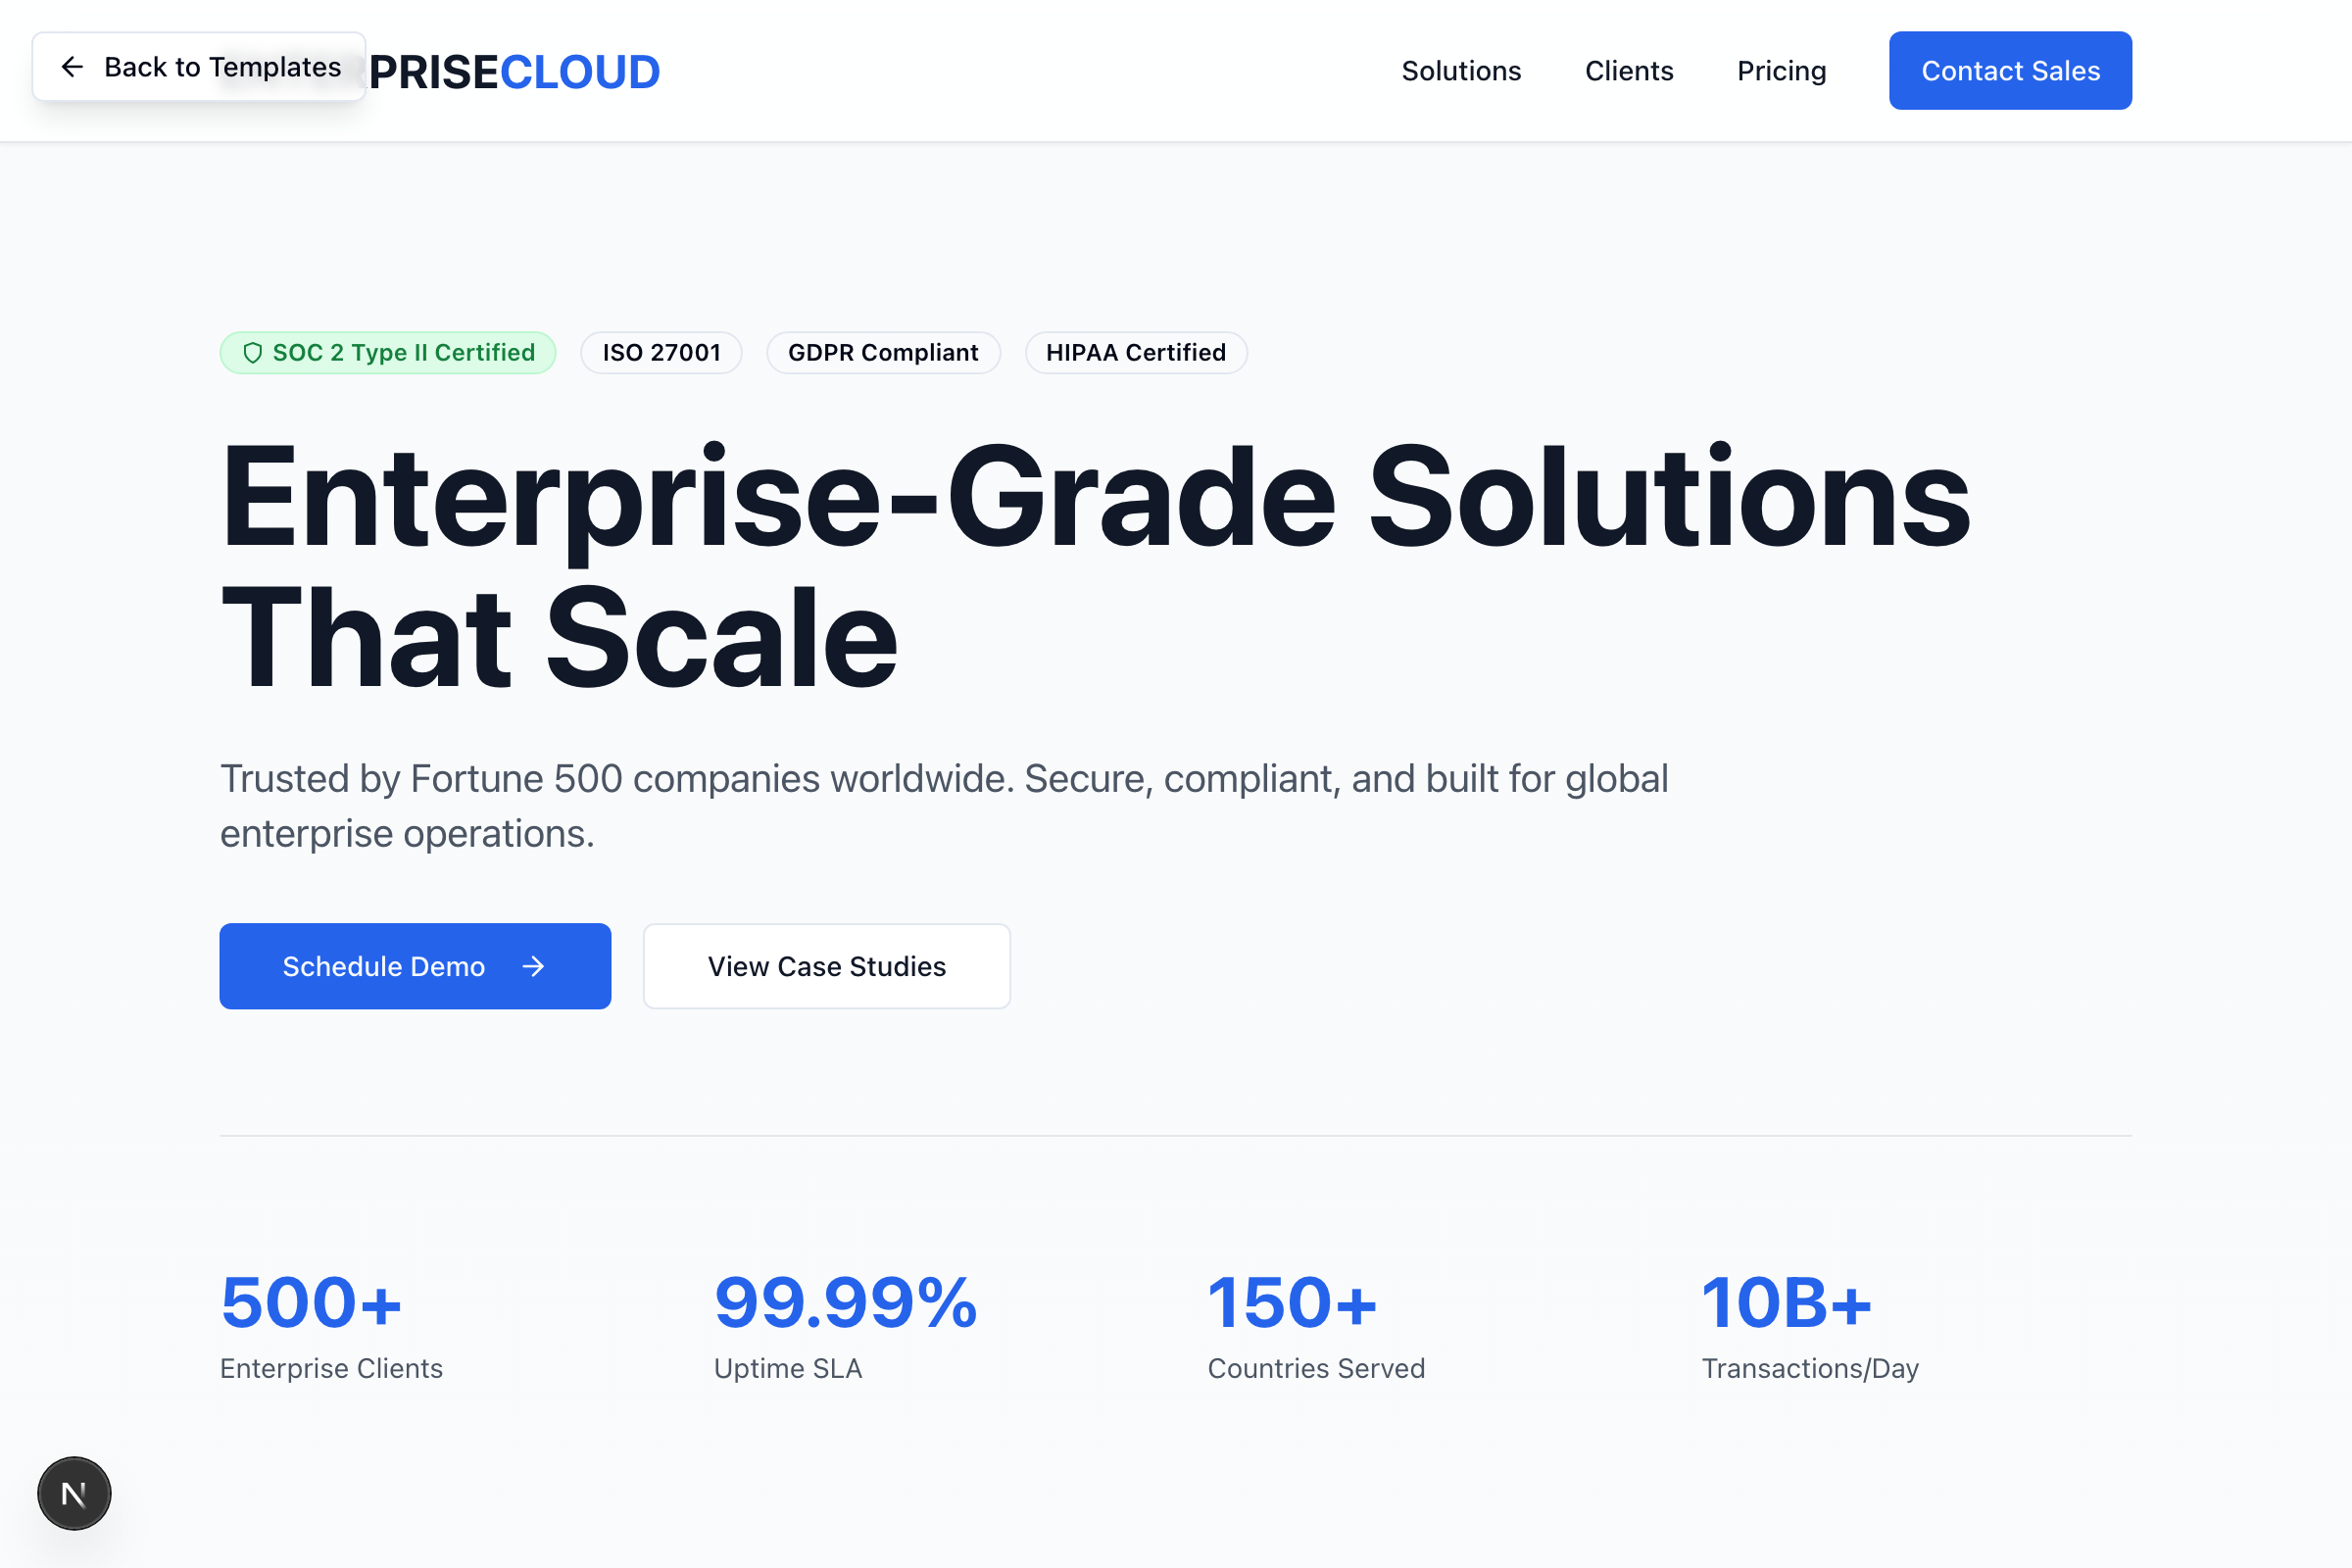 Back to Templates
PRISECLOUD
Solutions
Clients
Pricing
Contact Sales
SOC 2 Type II Certified
ISO 27001
GDPR Compliant
HIPAA Certified
Enterprise-Grade Solutions
That Scale
Trusted by Fortune 500 companies worldwide. Secure, compliant, and built for global
enterprise operations.
Schedule Demo
View Case Studies
500+
Enterprise Clients
99.99%
Uptime SLA
150+
Countries Served
10B+
Transactions/Day
N